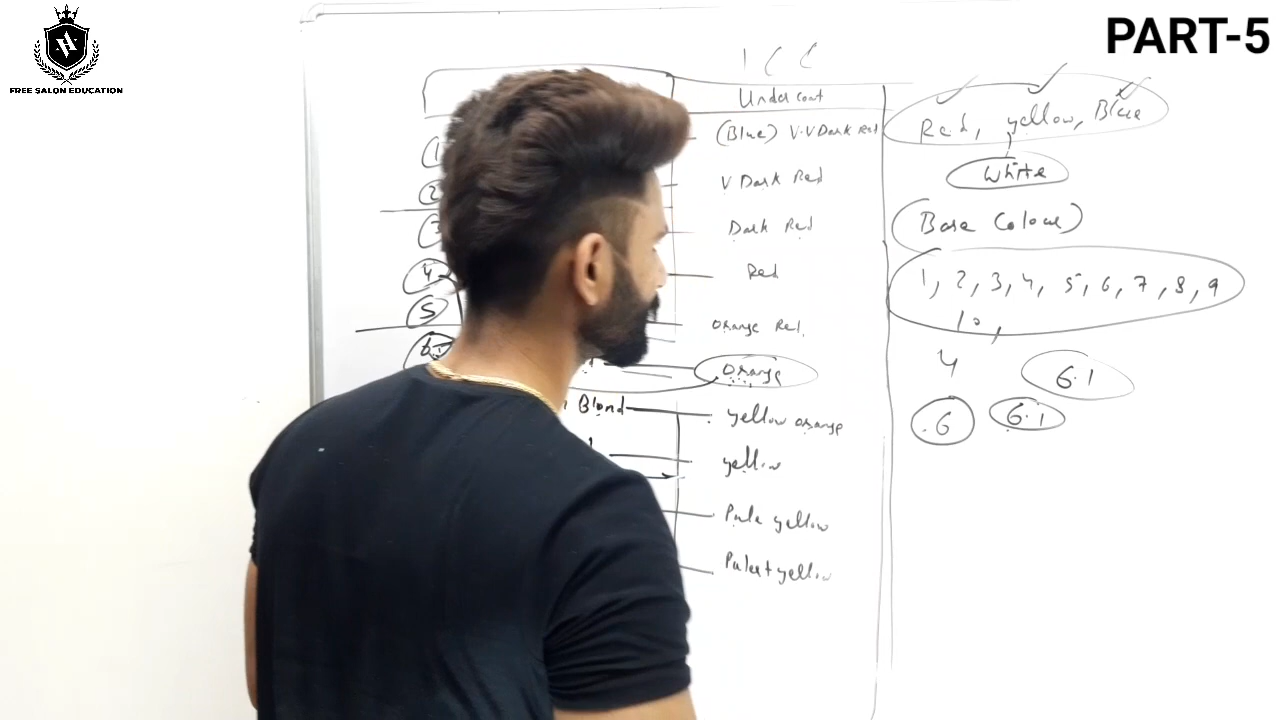 FREE SALON EDUCATION
PART-5
I C C
Under coat
(Blue) V.V Dark Red
V Dark Red
Dark Red
Red
Orange Red
Orange
yellow orange
yellow
Pale yellow
Palest yellow
1
2
3
4
5
6.1
Blond
Red, yellow, Blue
White
(Base Colour)
1, 2, 3, 4, 5, 6, 7, 8, 9
10,
4
6.1
.6 6.1